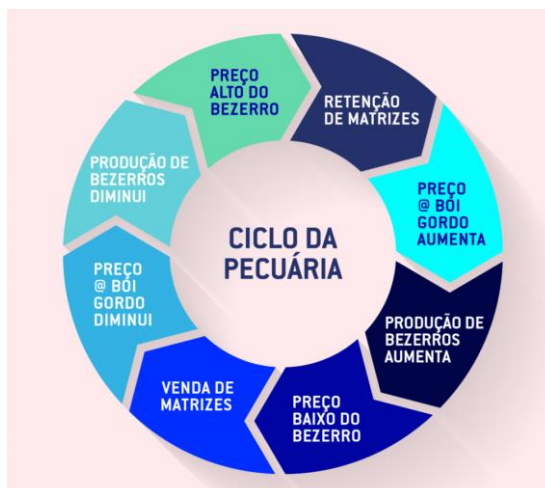 PREÇO
ALTO DO
BEZERRO
RETENÇÃO
DE MATRIZES
PREÇO
@ BOI
GORDO
AUMENTA
PRODUÇÃO DE
BEZERROS
AUMENTA
PREÇO
BAIXO DO
BEZERRO
VENDA DE
MATRIZES
PREÇO
@ BOI
GORDO
DIMINUI
PRODUÇÃO DE
BEZERROS
DIMINUI
CICLO DA
PECUÁRIA